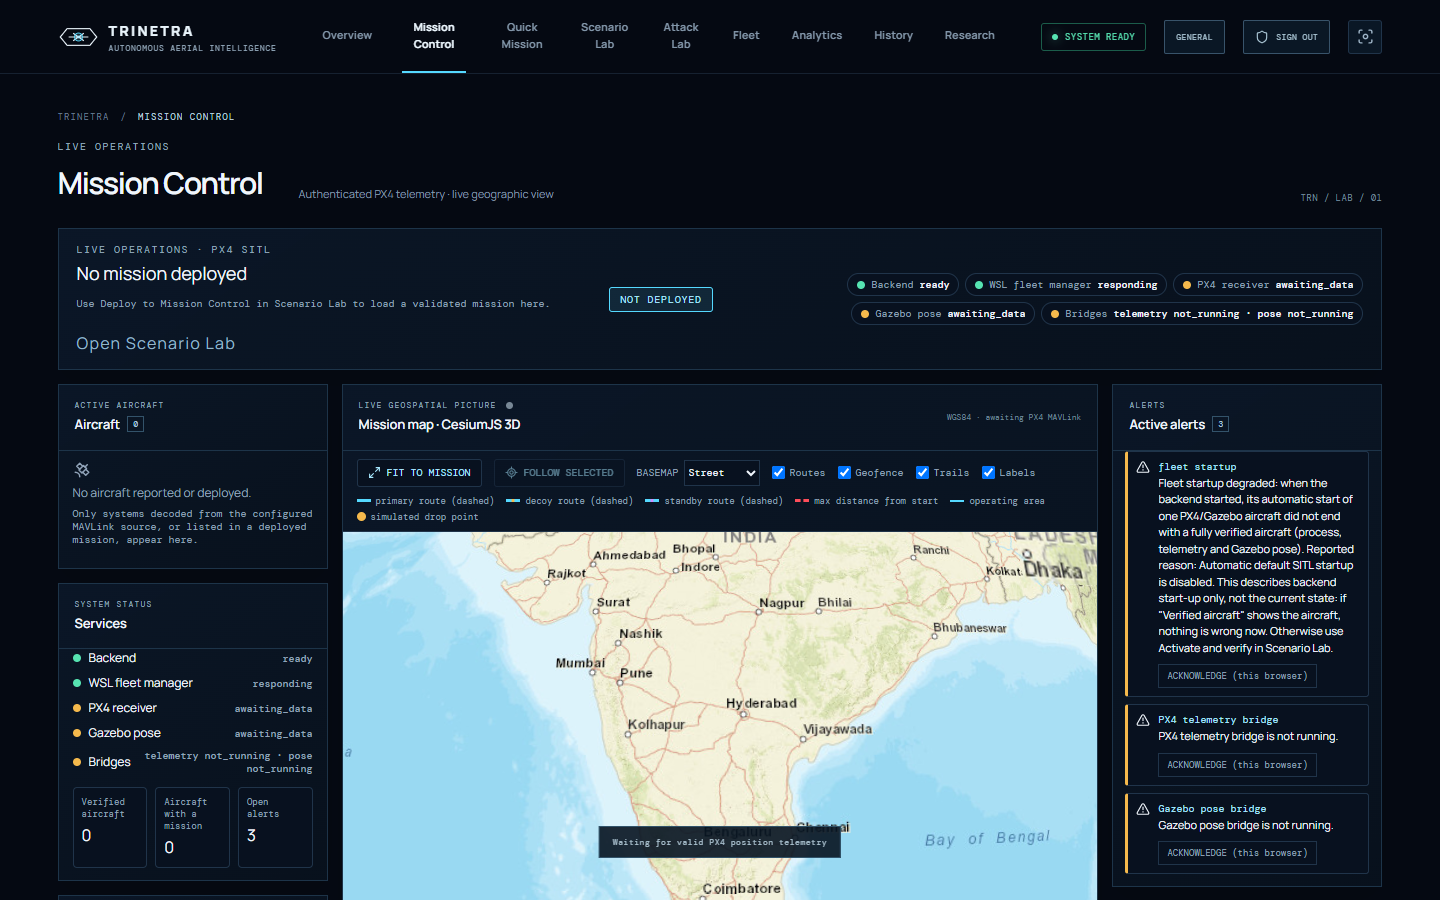 TRINETRA
AUTONOMOUS AERIAL INTELLIGENCE
Overview
Mission
Control
Quick
Mission
Scenario
Lab
Attack
Lab
Fleet
Analytics
History
Research
SYSTEM READY
GENERAL
SIGN OUT
TRINETRA / MISSION CONTROL
LIVE OPERATIONS
Mission Control
Authenticated PX4 telemetry · live geographic view
TRN / LAB / 01
LIVE OPERATIONS · PX4 SITL
No mission deployed
Use Deploy to Mission Control in Scenario Lab to load a validated mission here.
Open Scenario Lab
NOT DEPLOYED
Backend ready
WSL fleet manager responding
PX4 receiver awaiting_data
Gazebo pose awaiting_data
Bridges telemetry not_running · pose not_running
ACTIVE AIRCRAFT
Aircraft 0
No aircraft reported or deployed.
Only systems decoded from the configured
MAVLink source, or listed in a deployed
mission, appear here.
SYSTEM STATUS
Services
Backend ready
WSL fleet manager responding
PX4 receiver awaiting_data
Gazebo pose awaiting_data
Bridges telemetry not_running · pose
not_running
Verified
aircraft
0
Aircraft
with a
mission
0
Open
alerts
3
LIVE GEOSPATIAL PICTURE
Mission map · CesiumJS 3D
WGS84 · awaiting PX4 MAVLink
FIT TO MISSION
FOLLOW SELECTED
BASEMAP Street
Routes
Geofence
Trails
Labels
primary route (dashed)
decoy route (dashed)
standby route (dashed)
max distance from start
operating area
simulated drop point
INDIA
Ahmedabad
Bhopal
Indore
Rajkot
Ranchi
Kolkat
Dhaka
Surat
Nagpur
Bhilai
Nashik
Bhubaneswar
Mumbai
Pune
Hyderabad
Kolhapur
Vijayawada
a
Bengaluru
Chennai
Bay of Bengal
Waiting for valid PX4 position telemetry
Coimbatore
ALERTS
Active alerts 3
fleet startup
Fleet startup degraded: when the
backend started, its automatic start of
one PX4/Gazebo aircraft did not end
with a fully verified aircraft (process,
telemetry and Gazebo pose). Reported
reason: Automatic default SITL startup
is disabled. This describes backend
start-up only, not the current state: if
"Verified aircraft" shows the aircraft,
nothing is wrong now. Otherwise use
Activate and verify in Scenario Lab.
ACKNOWLEDGE (this browser)
PX4 telemetry bridge
PX4 telemetry bridge is not running.
ACKNOWLEDGE (this browser)
Gazebo pose bridge
Gazebo pose bridge is not running.
ACKNOWLEDGE (this browser)